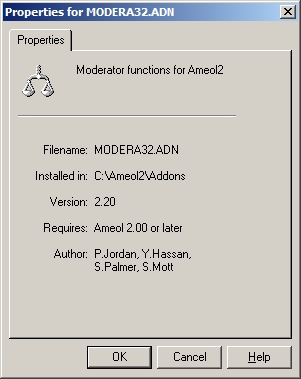 Properties for MODERA32.ADN
Properties
Moderator functions for Ameol2
Filename: MODERA32.ADN
Installed in: C:\Ameol2\Addons
Version: 2.20
Requires: Ameol 2.00 or later
Author: P.Jordan, Y.Hassan,
S.Palmer, S.Mott
OK Cancel Help